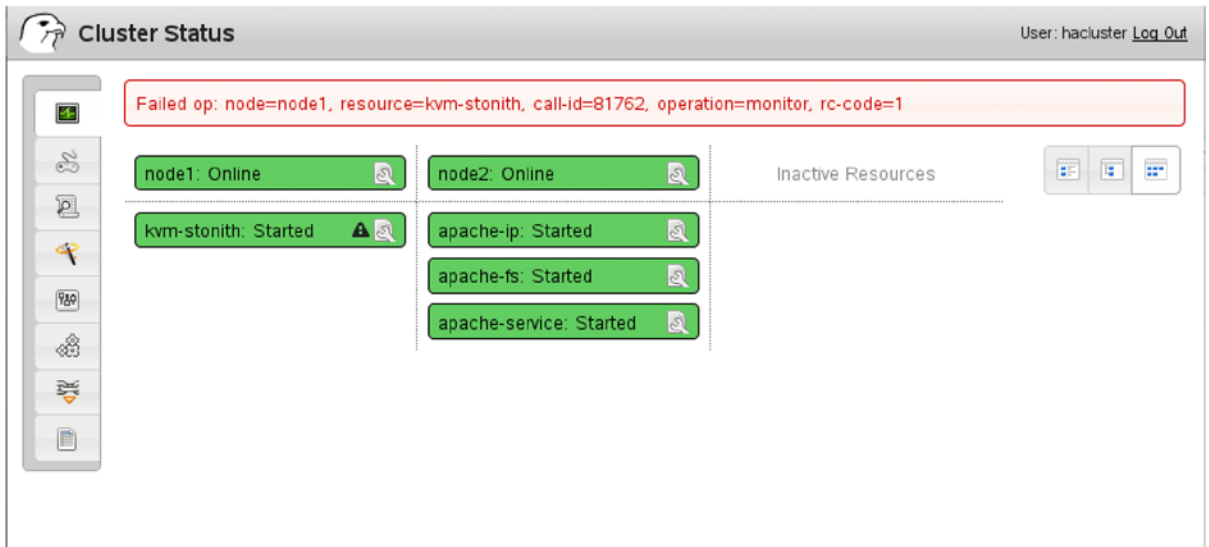 Cluster Status
User: hacluster Log Out
Failed op: node=node1, resource=kvm-stonith, call-id=81762, operation=monitor, rc-code=1
node1: Online
node2: Online
Inactive Resources
kvm-stonith: Started
apache-ip: Started
apache-fs: Started
apache-service: Started